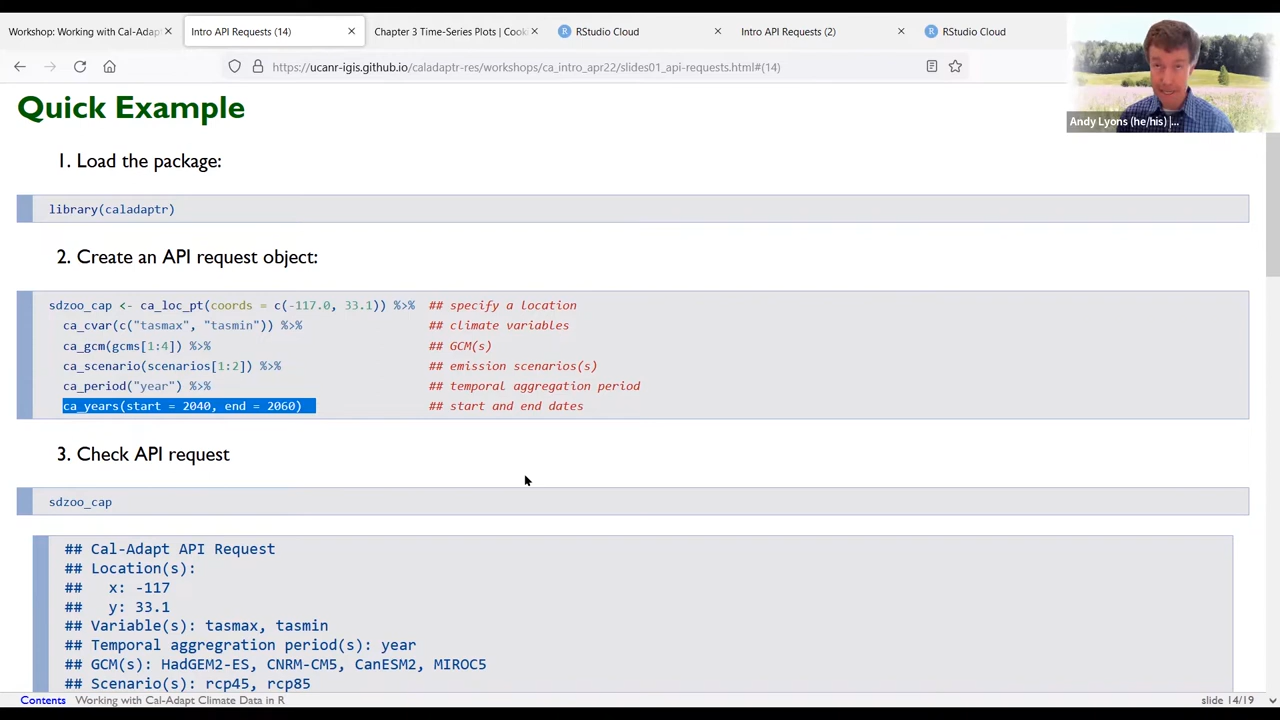 Workshop: Working with Cal-Adap
Intro API Requests (14)
Chapter 3 Time-Series Plots | Cook
RStudio Cloud
Intro API Requests (2)
RStudio Cloud
https://ucanr-igis.github.io/caladaptr-res/workshops/ca_intro_apr22/slides01_api-requests.html#(14)
Andy Lyons (he/his) |...
Quick Example
1. Load the package:
library(caladaptr)
2. Create an API request object:
sdzoo_cap <- ca_loc_pt(coords = c(-117.0, 33.1)) %>% ## specify a location
ca_cvar(c("tasmax", "tasmin")) %>% ## climate variables
ca_gcm(gcms[1:4]) %>% ## GCM(s)
ca_scenario(scenarios[1:2]) %>% ## emission scenarios(s)
ca_period("year") %>% ## temporal aggregation period
ca_years(start = 2040, end = 2060) ## start and end dates
3. Check API request
sdzoo_cap
## Cal-Adapt API Request
## Location(s):
## x: -117
## y: 33.1
## Variable(s): tasmax, tasmin
## Temporal aggregration period(s): year
## GCM(s): HadGEM2-ES, CNRM-CM5, CanESM2, MIROC5
## Scenario(s): rcp45, rcp85
Contents Working with Cal-Adapt Climate Data in R slide 14/19